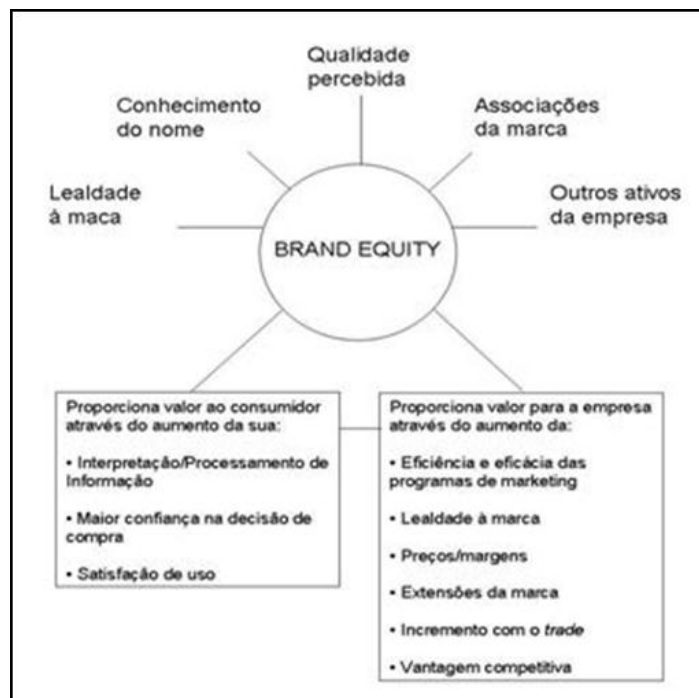 Qualidade
percebida
Conhecimento
do nome
Associações
da marca
Lealdade
à maca
Outros ativos
da empresa
BRAND EQUITY
Proporciona valor ao consumidor
através do aumento da sua:
• Interpretação/Processamento de
Informação
• Maior confiança na decisão de
compra
• Satisfação de uso
Proporciona valor para a empresa
através do aumento da:
• Eficiência e eficácia das
programas de marketing
• Lealdade à marca
• Preços/margens
• Extensões da marca
• Incremento com o trade
• Vantagem competitiva